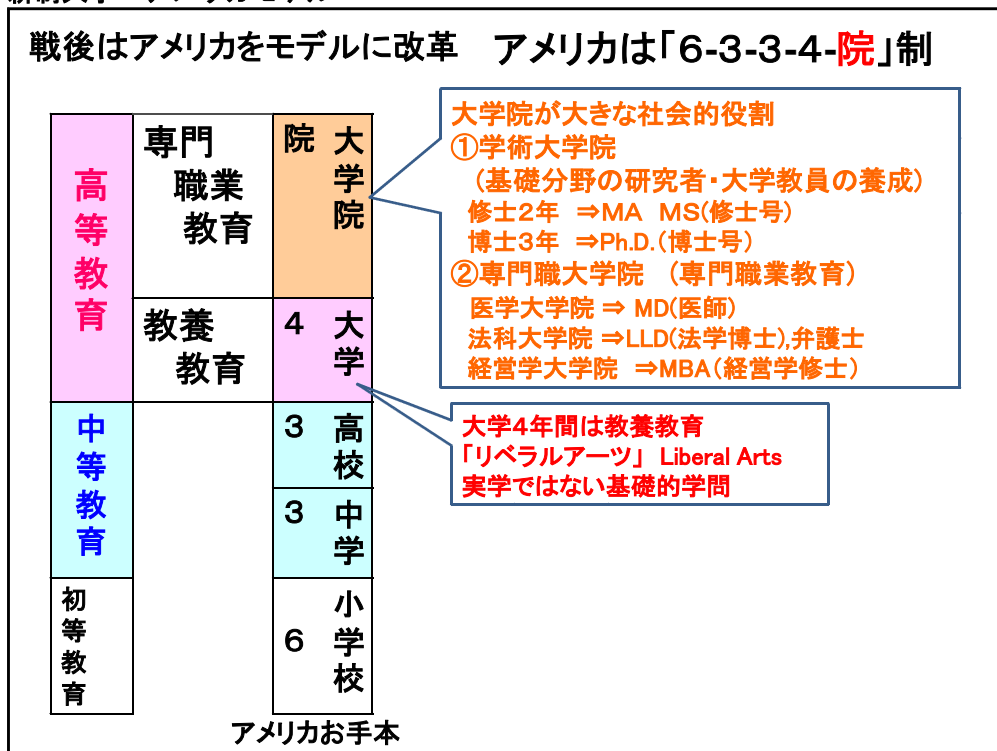 戦後はアメリカをモデルに改革　アメリカは「6-3-3-4-院」制
高等教育
専門
職業
教育
院 大学院
教養
教育
4 大学
中等教育
3 高校
3 中学
初等教育
6 小学校
アメリカお手本
大学院が大きな社会的役割
①学術大学院
（基礎分野の研究者・大学教員の養成）
修士2年 ⇒MA MS(修士号)
博士3年 ⇒Ph.D.(博士号)
②専門職大学院 （専門職業教育）
医学大学院 ⇒ MD(医師)
法科大学院 ⇒LLD(法学博士),弁護士
経営学大学院 ⇒MBA(経営学修士)
大学4年間は教養教育
「リベラルアーツ」 Liberal Arts
実学ではない基礎的学問